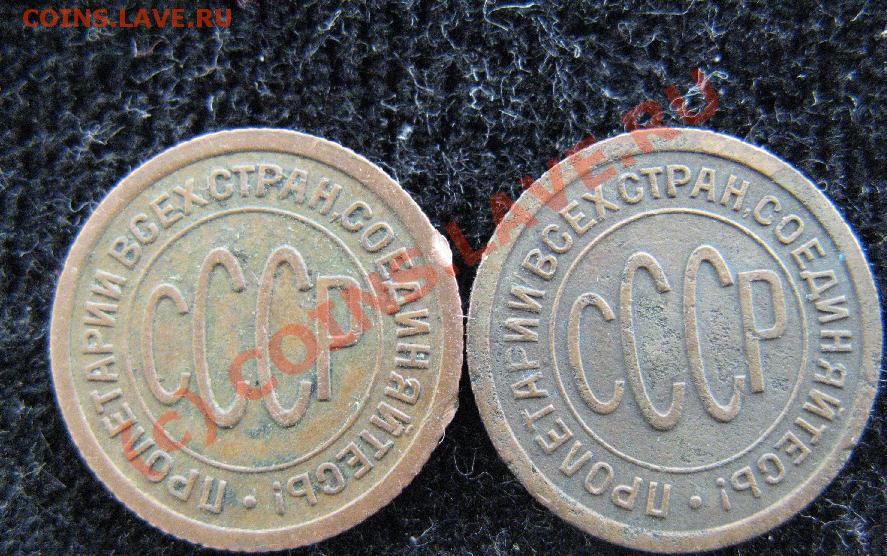 COINS.LAVE.RU
(c) COINS.LAVE.RU
ПРОЛЕТАРИИ ВСЕХ СТРАН, СОЕДИНЯЙТЕСЬ!
СССР
ПРОЛЕТАРИИ ВСЕХ СТРАН, СОЕДИНЯЙТЕСЬ!
СССР